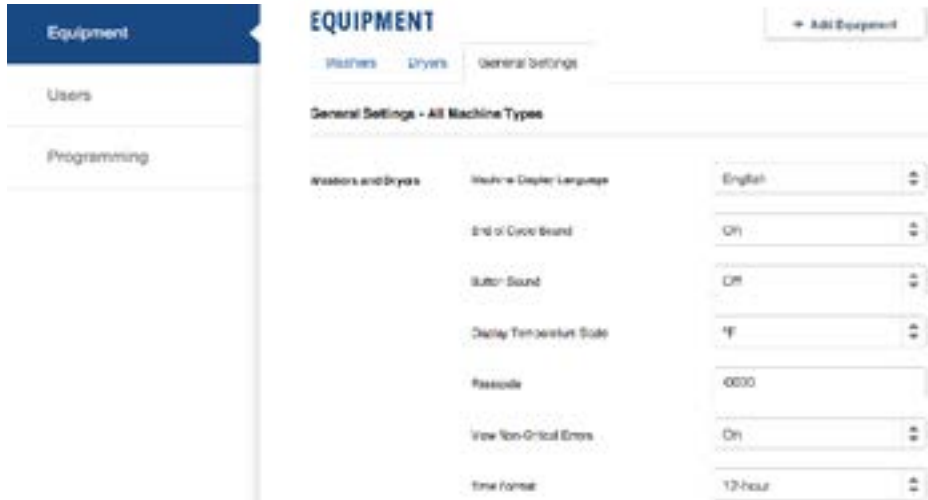 Equipment
Users
Programming
EQUIPMENT
+ Add Equipment
Washers Dryers General Settings
General Settings - All Machine Types
Washers and Dryers Machine Display Language English
End of Cycle Sound On
Button Sound Off
Display Temperature Scale °F
Passcode
View Non-Critical Errors On
Time Format 12-hour